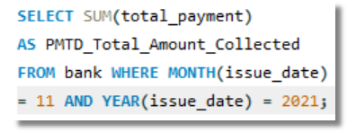 SELECT SUM(total_payment)
AS PMTD_Total_Amount_Collected
FROM bank WHERE MONTH(issue_date)
= 11 AND YEAR(issue_date) = 2021;